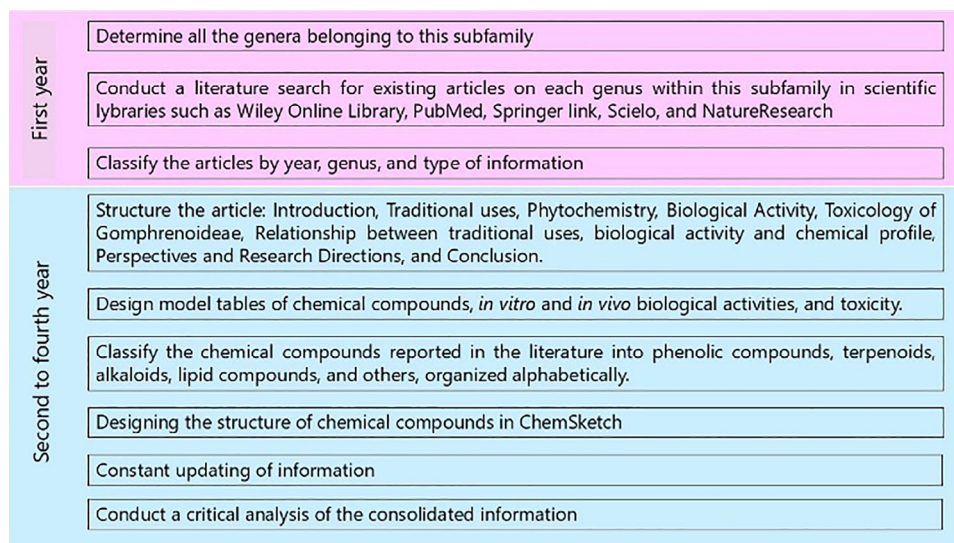 First year
Determine all the genera belonging to this subfamily
Conduct a literature search for existing articles on each genus within this subfamily in scientific
lybraries such as Wiley Online Library, PubMed, Springer link, Scielo, and NatureResearch
Classify the articles by year, genus, and type of information
Second to fourth year
Structure the article: Introduction, Traditional uses, Phytochemistry, Biological Activity, Toxicology of
Gomphrenoideae, Relationship between traditional uses, biological activity and chemical profile,
Perspectives and Research Directions, and Conclusion.
Design model tables of chemical compounds, in vitro and in vivo biological activities, and toxicity.
Classify the chemical compounds reported in the literature into phenolic compounds, terpenoids,
alkaloids, lipid compounds, and others, organized alphabetically.
Designing the structure of chemical compounds in ChemSketch
Constant updating of information
Conduct a critical analysis of the consolidated information